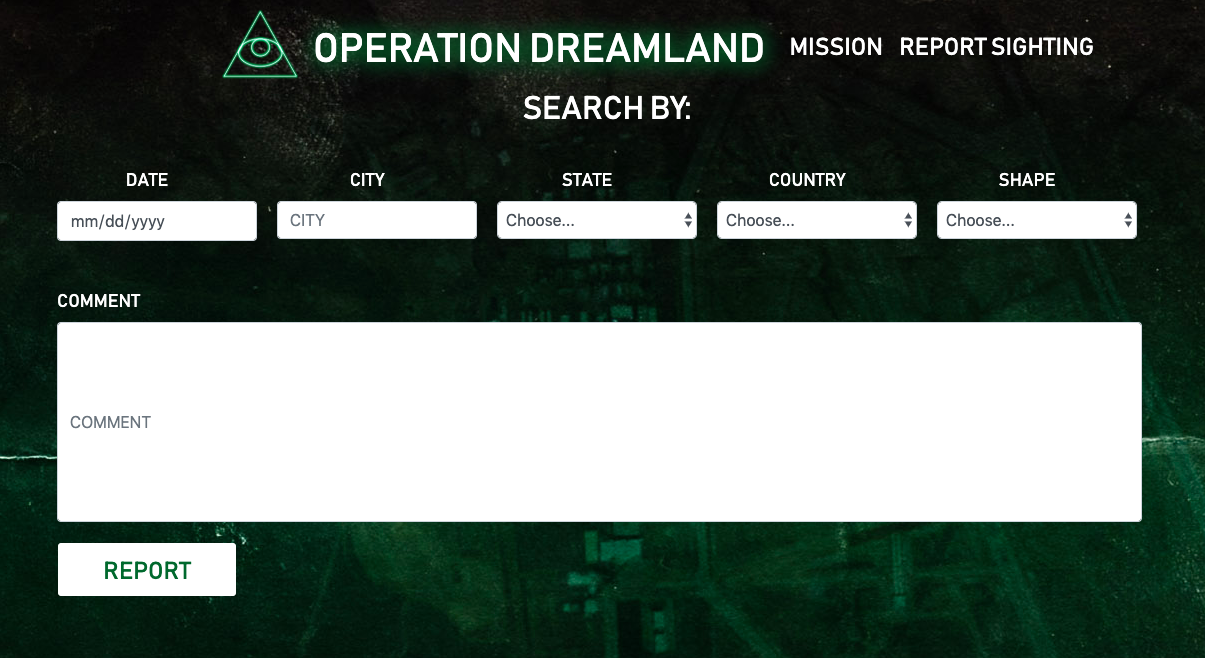 OPERATION DREAMLAND MISSION REPORT SIGHTING
SEARCH BY:
DATE CITY STATE COUNTRY SHAPE
mm/dd/yyyy CITY Choose... Choose... Choose...
COMMENT
COMMENT
REPORT